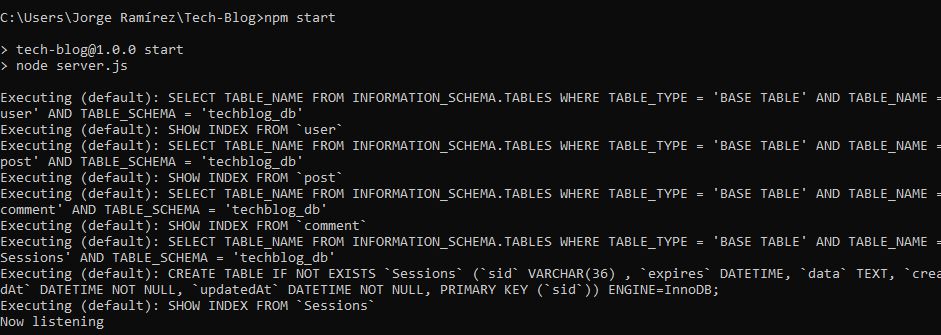 C:\Users\Jorge Ramírez\Tech-Blog>npm start
> tech-blog@1.0.0 start
> node server.js
Executing (default): SELECT TABLE_NAME FROM INFORMATION_SCHEMA.TABLES WHERE TABLE_TYPE = 'BASE TABLE' AND TABLE_NAME =
user' AND TABLE_SCHEMA = 'techblog_db'
Executing (default): SHOW INDEX FROM `user`
Executing (default): SELECT TABLE_NAME FROM INFORMATION_SCHEMA.TABLES WHERE TABLE_TYPE = 'BASE TABLE' AND TABLE_NAME =
post' AND TABLE_SCHEMA = 'techblog_db'
Executing (default): SHOW INDEX FROM `post`
Executing (default): SELECT TABLE_NAME FROM INFORMATION_SCHEMA.TABLES WHERE TABLE_TYPE = 'BASE TABLE' AND TABLE_NAME =
comment' AND TABLE_SCHEMA = 'techblog_db'
Executing (default): SHOW INDEX FROM `comment`
Executing (default): SELECT TABLE_NAME FROM INFORMATION_SCHEMA.TABLES WHERE TABLE_TYPE = 'BASE TABLE' AND TABLE_NAME =
Sessions' AND TABLE_SCHEMA = 'techblog_db'
Executing (default): CREATE TABLE IF NOT EXISTS `Sessions` (`sid` VARCHAR(36) , `expires` DATETIME, `data` TEXT, `crea
dAt` DATETIME NOT NULL, `updatedAt` DATETIME NOT NULL, PRIMARY KEY (`sid`)) ENGINE=InnoDB;
Executing (default): SHOW INDEX FROM `Sessions`
Now listening